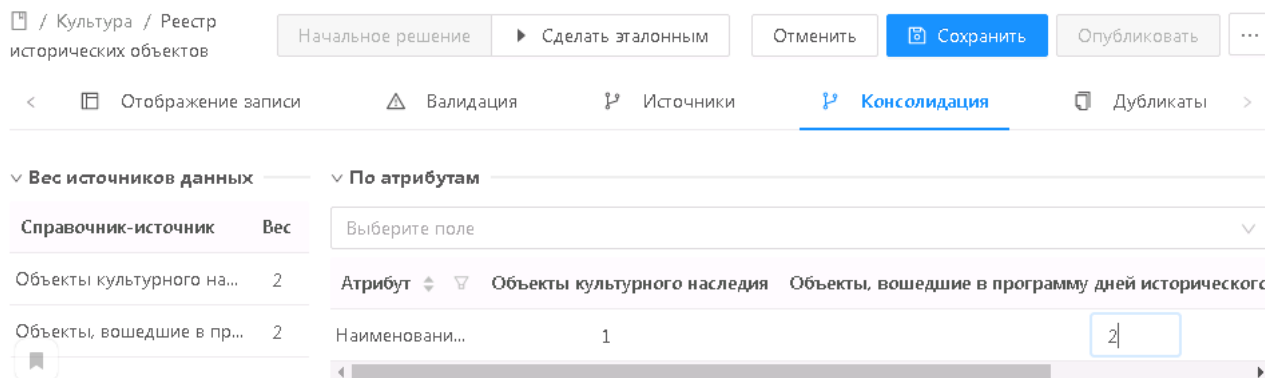 / Культура / Реестр
исторических объектов
Начальное решение
Сделать эталонным
Отменить
Сохранить
Опубликовать
...
Отображение записи
Валидация
Источники
Консолидация
Дубликаты
Вес источников данных
По атрибутам
Справочник-источник Вес
Выберите поле
Объекты культурного на... 2
Атрибут Объекты культурного наследия Объекты, вошедшие в программу дней исторического
Объекты, вошедшие в пр... 2
Наименовани... 1 2